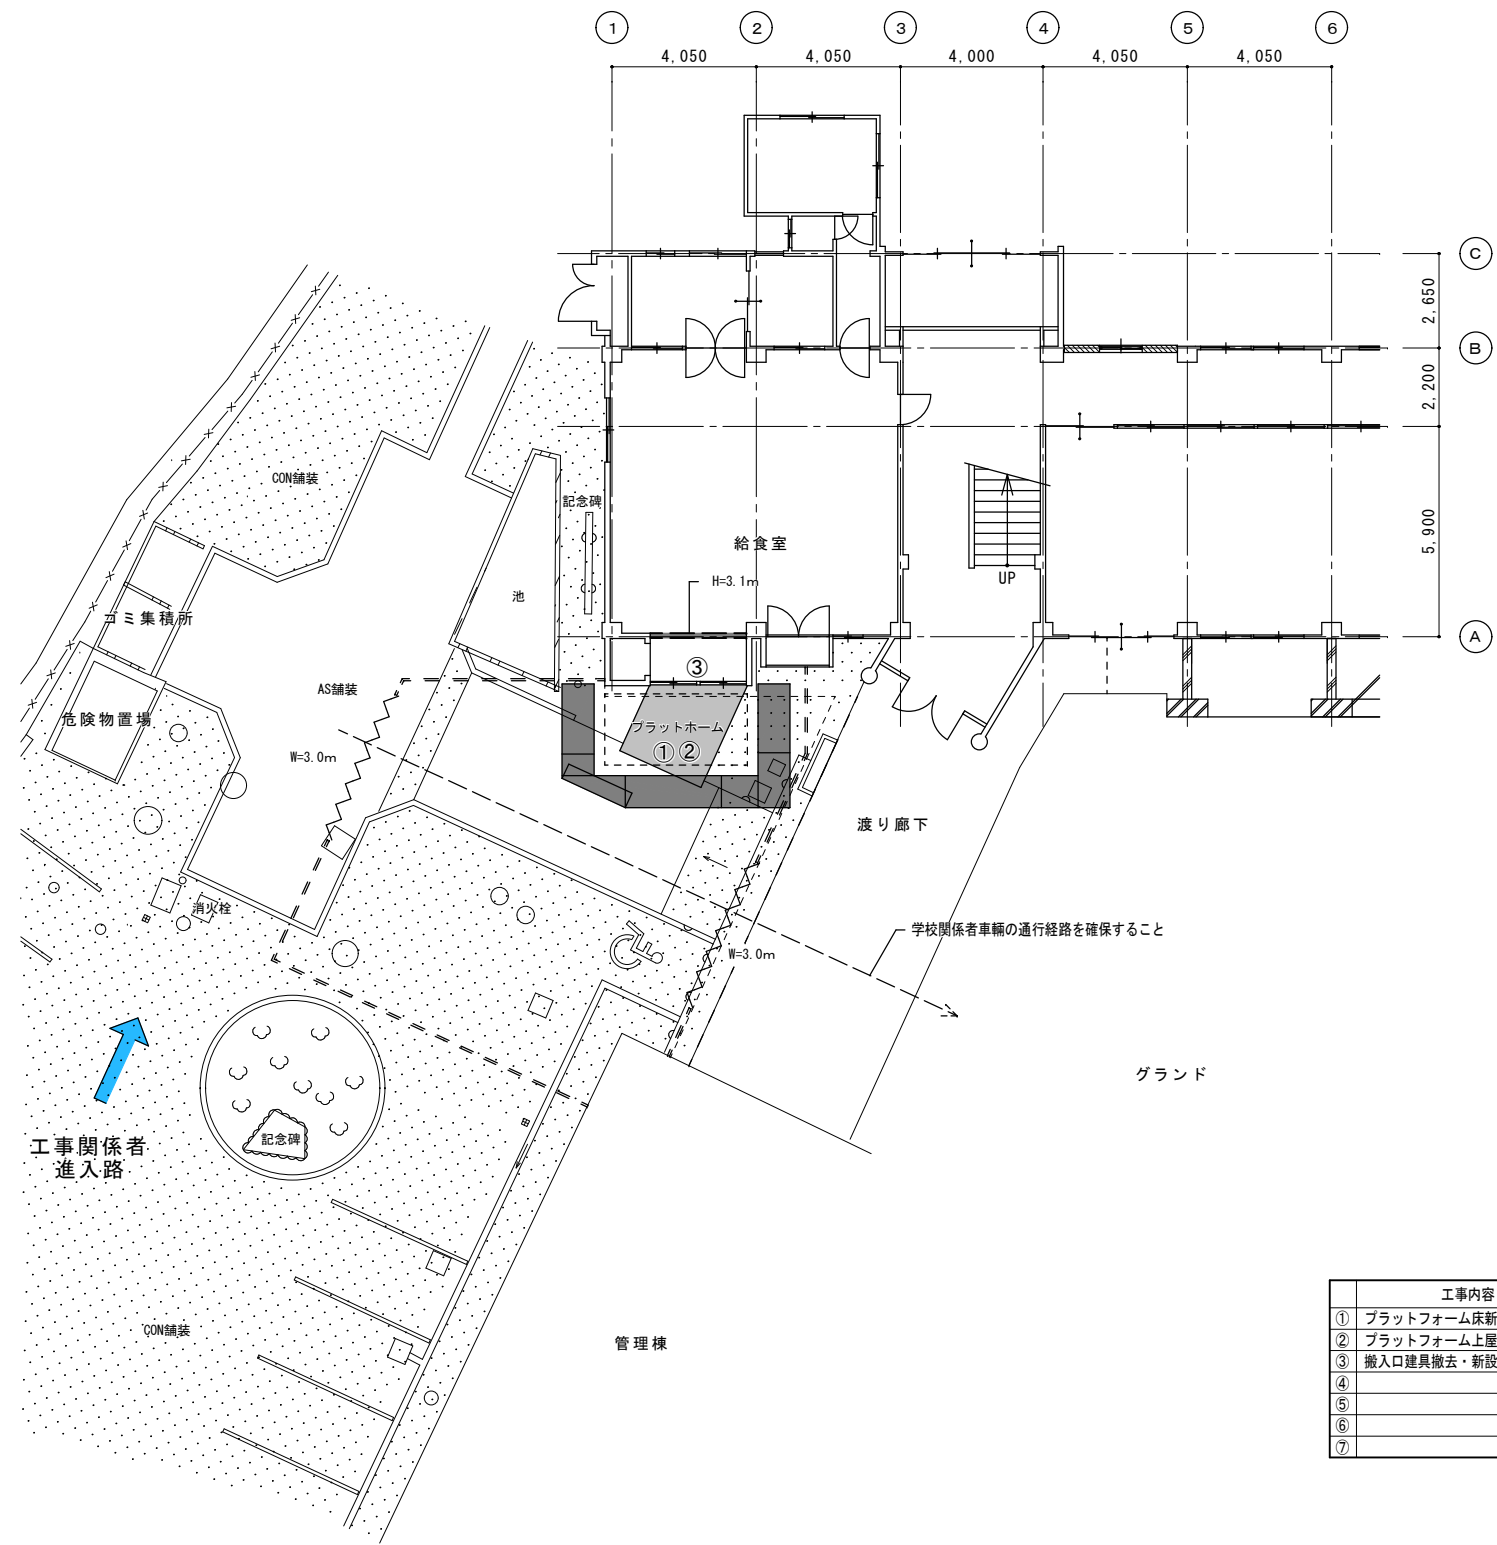 1 2 3 4 5 6
4,050 4,050 4,000 4,050 4,050
C
2,650
B
2,200
5,900
A
CON舗装
記念碑
給食室
H=3.1m
UP
池
ゴミ集積所
③
AS舗装
危険物置場
プラットホーム
① ②
W=3.0m
渡り廊下
消火栓
学校関係者車輛の通行経路を確保すること
W=3.0m
グランド
記念碑
工事関係者
進入路
CON舗装
管理棟
工事内容
① プラットフォーム床新
② プラットフォーム上屋
③搬入口建具撤去・新設
④
⑤
⑥
⑦